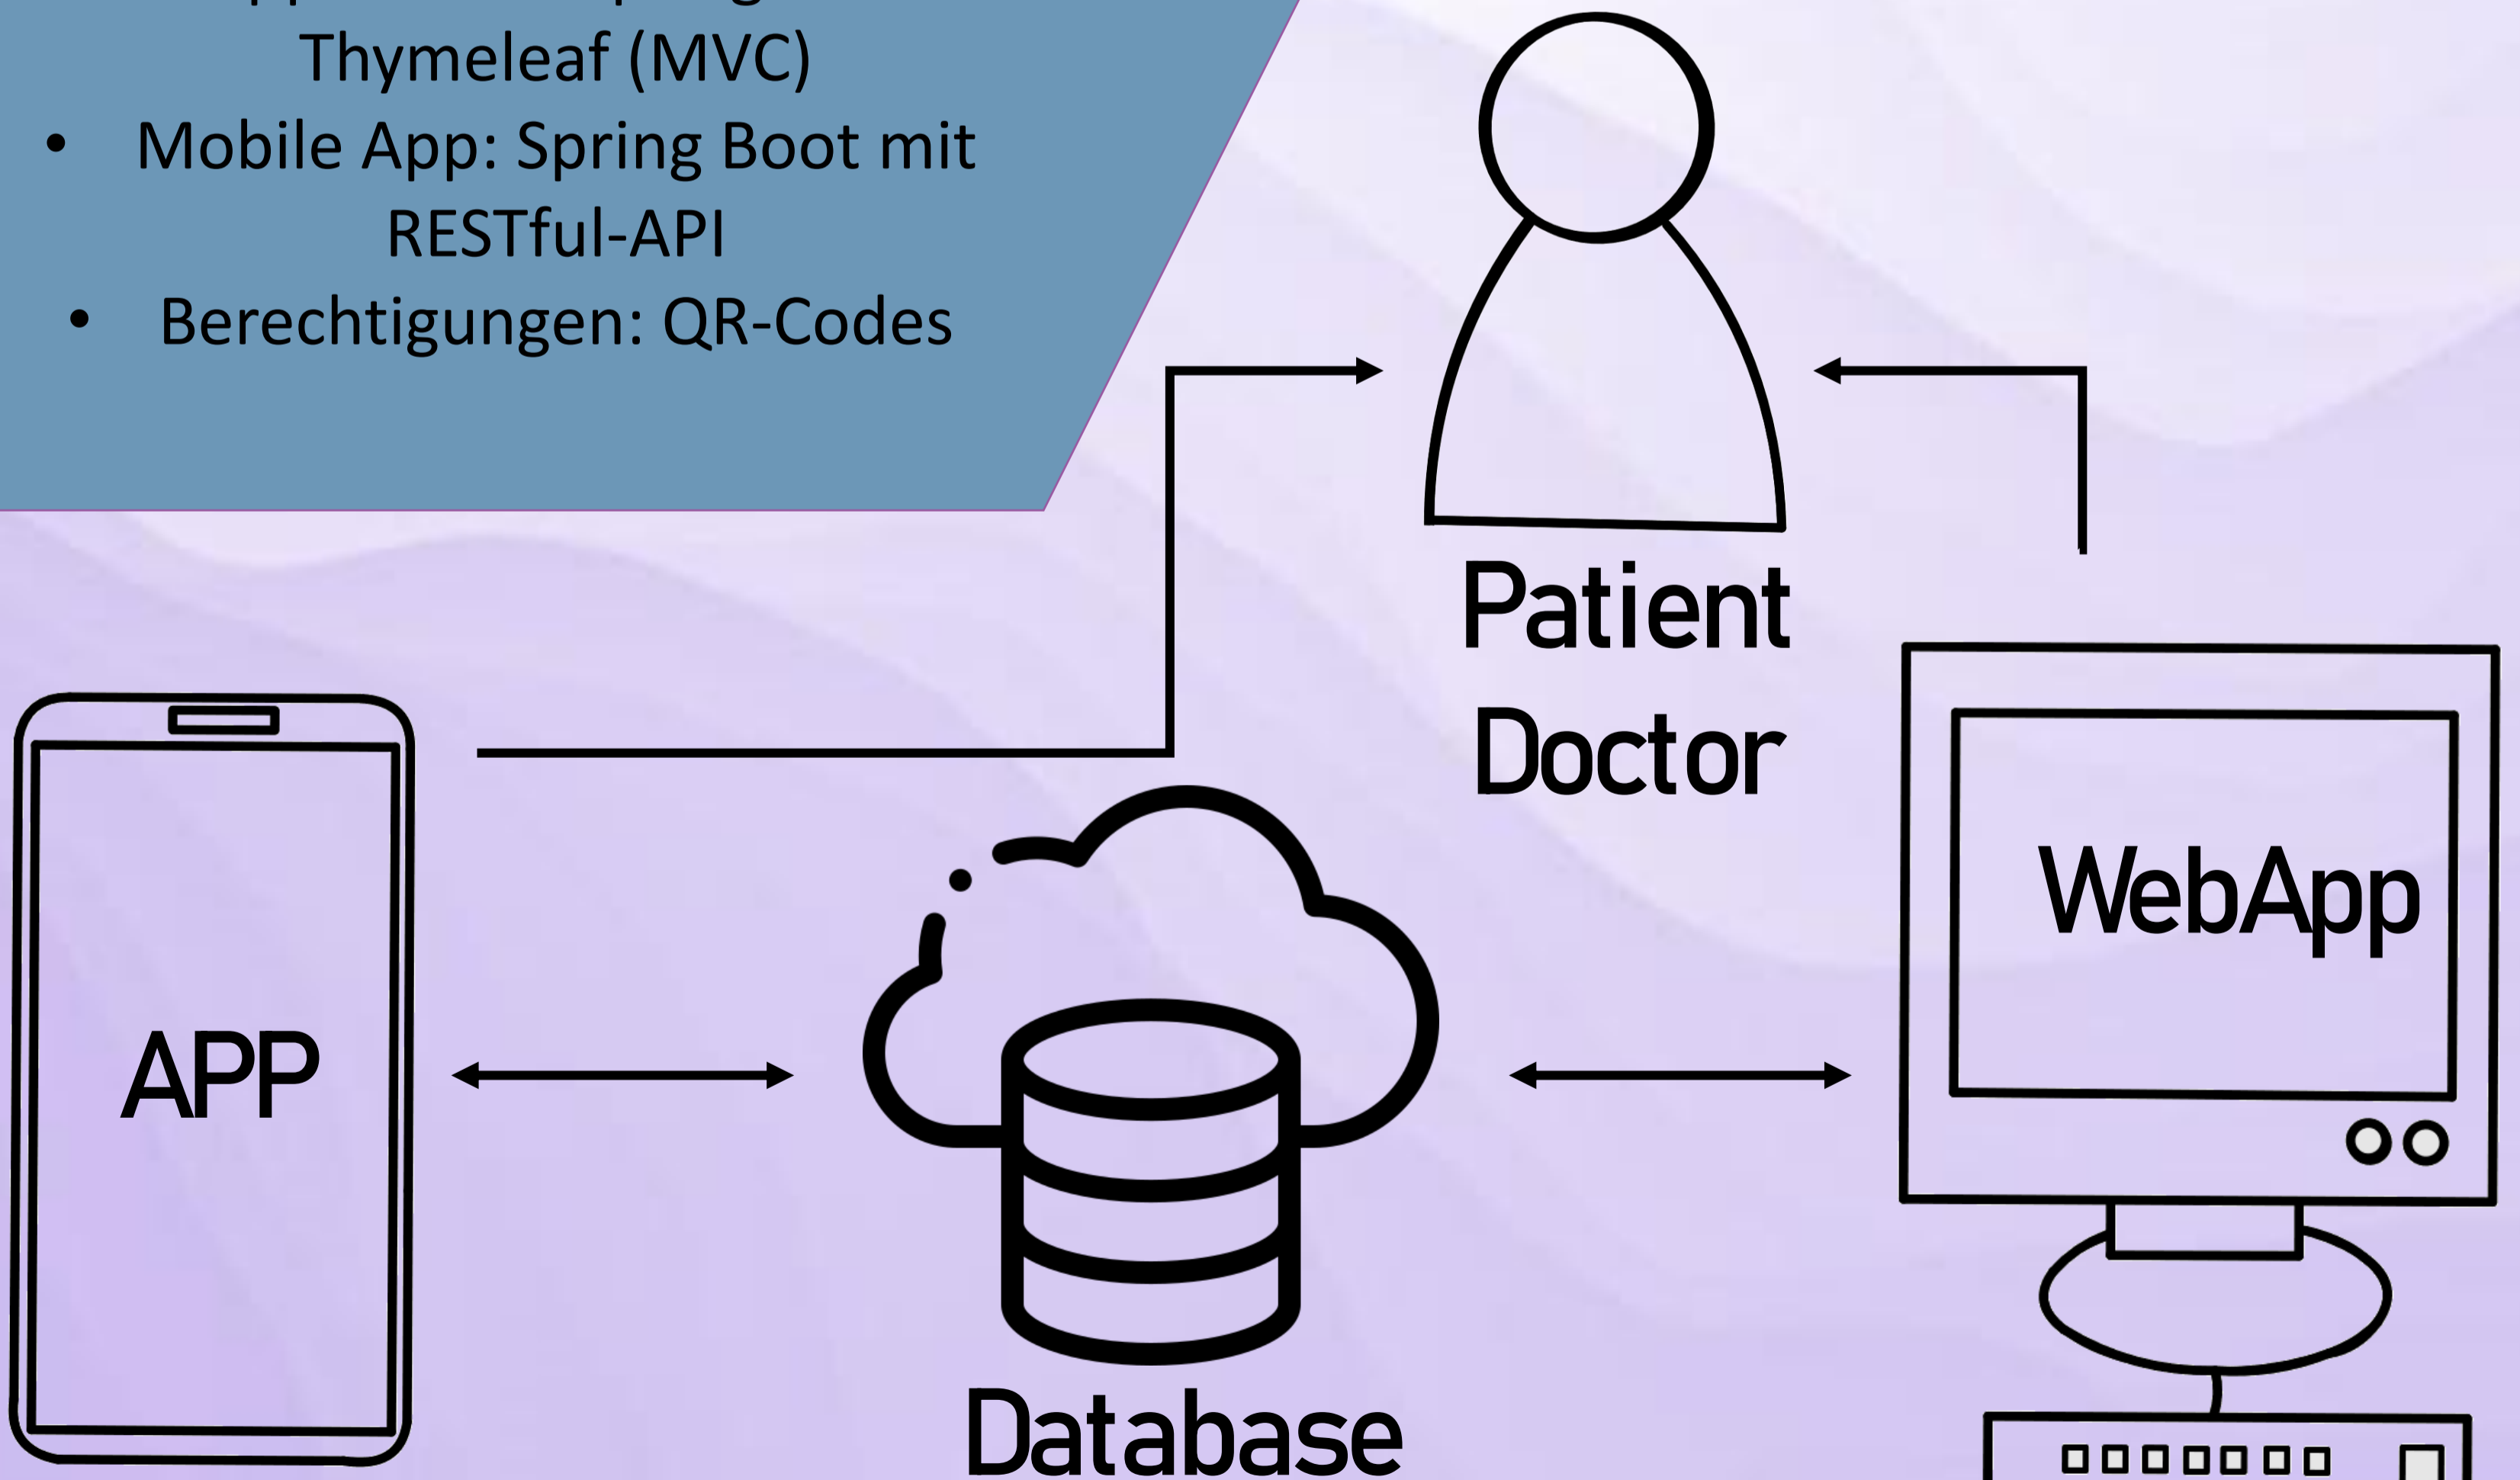 Thymeleaf (MVC)
• Mobile App: Spring Boot mit
RESTful-API
• Berechtigungen: QR-Codes
Patient
Doctor
WebApp
APP
Database